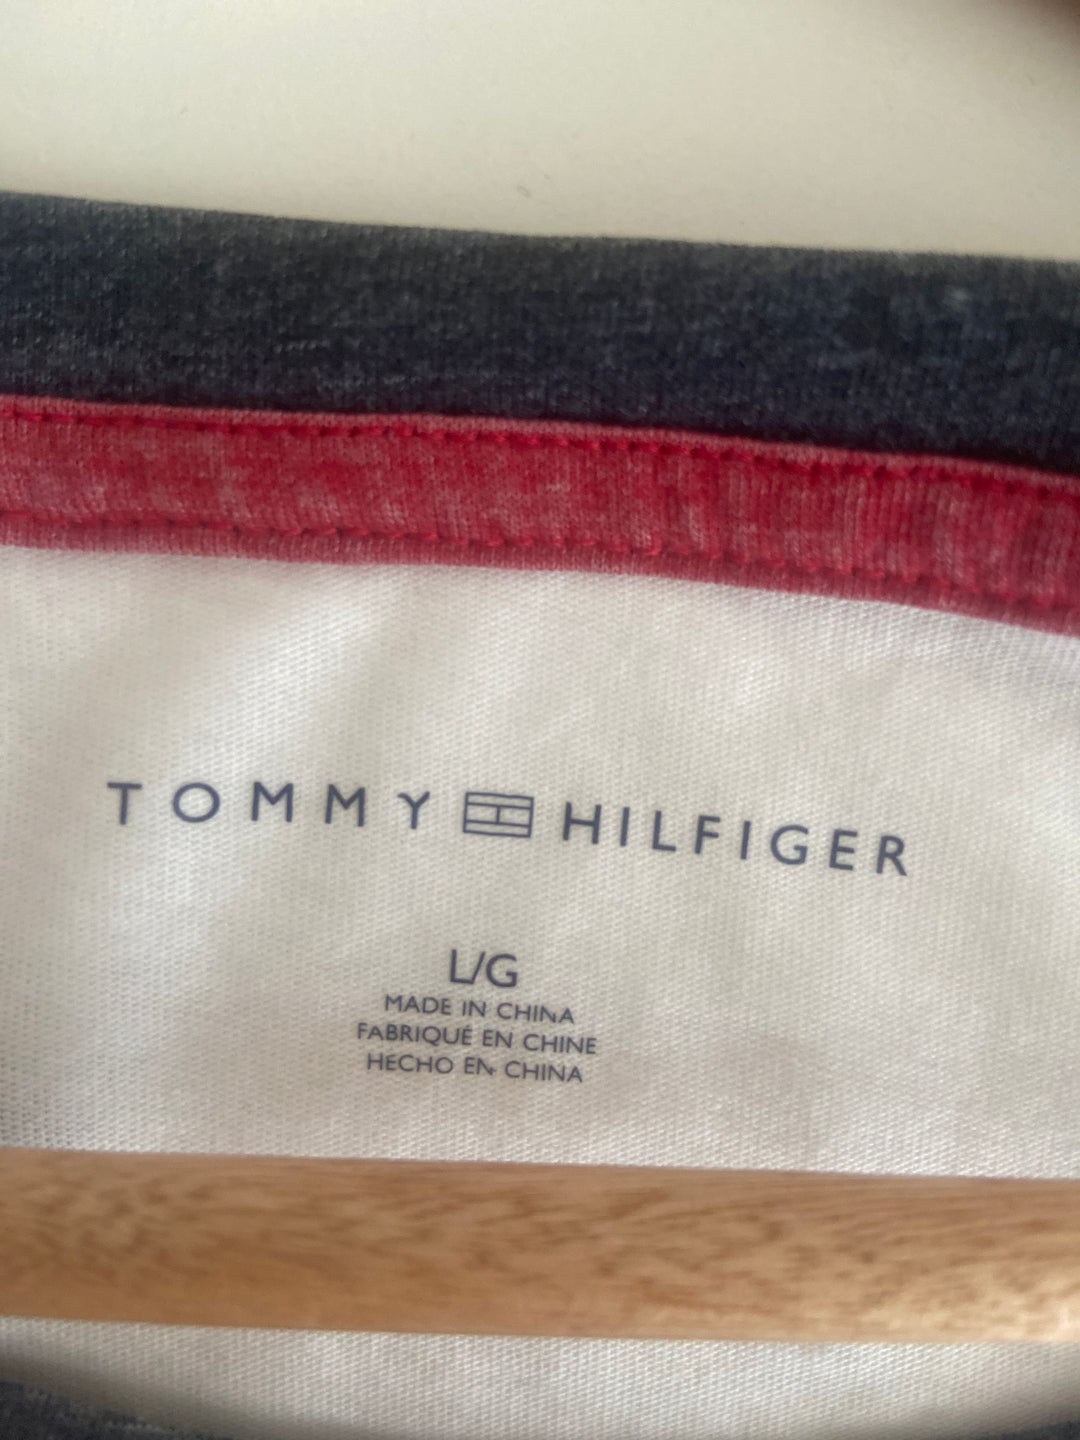 TOMMY HILFIGER
L/G
MADE IN CHINA
FABRIQUÉ EN CHINE
HECHO EN CHINA